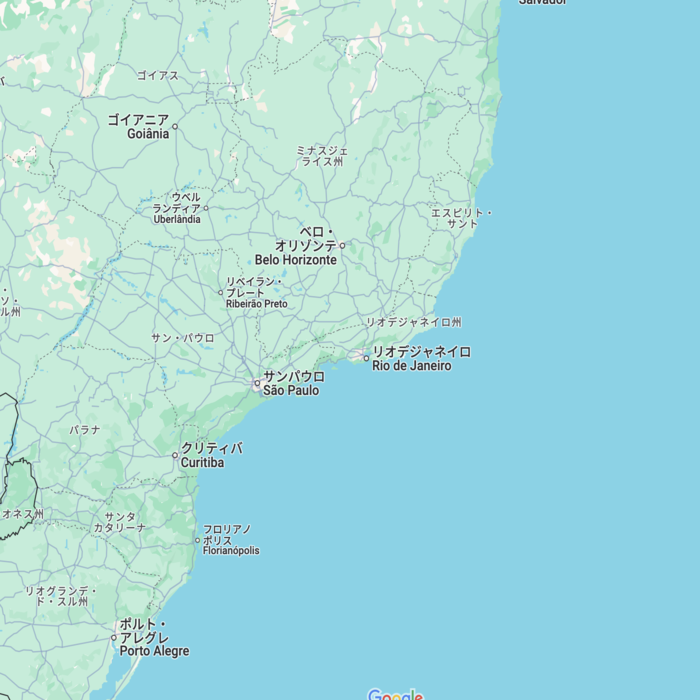 Salvador
ゴイアス
ゴイアニア
Goiânia
ミナスジェ
ライス州
ウベル
ランディア
Uberlândia
エスピリト・
サント
ベロ・
オリゾンテ
Belo Horizonte
リベイラン・
プレート
Ribeirão Preto
ソ・
ル州
リオデジャネイロ州
サン・パウロ
リオデジャネイロ
Rio de Janeiro
サンパウロ
São Paulo
パラナ
クリティバ
Curitiba
オネス州
サンタ
カタリーナ
フロリアノ
ポリス
Florianópolis
リオグランデ・
ド・スル州
ポルト・
アレグレ
Porto Alegre
Google